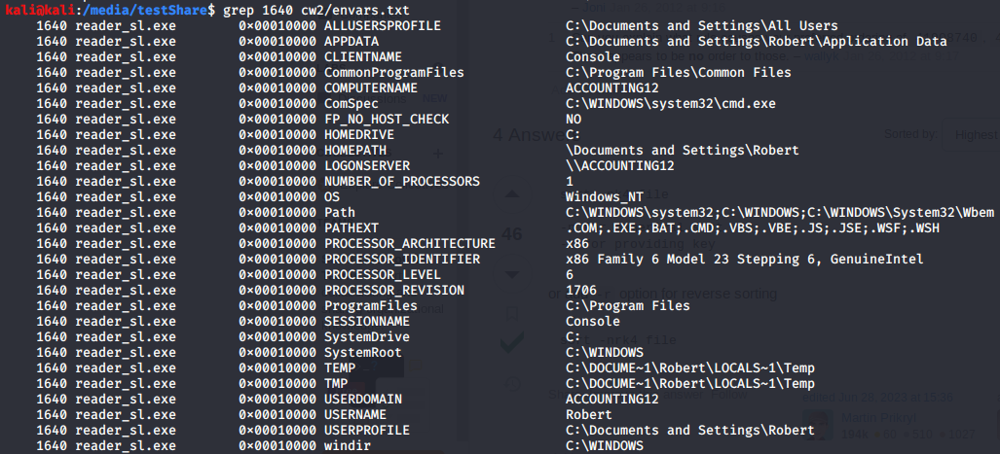 kali@kali:/media/testShare$ grep 1640 cw2/envars.txt
1640 reader_sl.exe 0×00010000 ALLUSERSPROFILE C:\Documents and Settings\All Users
1640 reader_sl.exe 0×00010000 APPDATA C:\Documents and Settings\Robert\Application Data
1640 reader_sl.exe 0×00010000 CLIENTNAME Console
1640 reader_sl.exe 0×00010000 CommonProgramFiles C:\Program Files\Common Files
1640 reader_sl.exe 0×00010000 COMPUTERNAME ACCOUNTING12
1640 reader_sl.exe 0×00010000 ComSpec C:\WINDOWS\system32\cmd.exe
1640 reader_sl.exe 0×00010000 FP_NO_HOST_CHECK NO
1640 reader_sl.exe 0×00010000 HOMEDRIVE C:
1640 reader_sl.exe 0×00010000 HOMEPATH \Documents and Settings\Robert
1640 reader_sl.exe 0×00010000 LOGONSERVER \\ACCOUNTING12
1640 reader_sl.exe 0×00010000 NUMBER_OF_PROCESSORS 1
1640 reader_sl.exe 0×00010000 OS Windows_NT
1640 reader_sl.exe 0×00010000 Path C:\WINDOWS\system32;C:\WINDOWS;C:\WINDOWS\System32\Wbem
1640 reader_sl.exe 0×00010000 PATHEXT .COM;.EXE;.BAT;.CMD;.VBS;.VBE;.JS;.JSE;.WSF;.WSH
1640 reader_sl.exe 0×00010000 PROCESSOR_ARCHITECTURE x86
1640 reader_sl.exe 0×00010000 PROCESSOR_IDENTIFIER x86 Family 6 Model 23 Stepping 6, GenuineIntel
1640 reader_sl.exe 0×00010000 PROCESSOR_LEVEL 6
1640 reader_sl.exe 0×00010000 PROCESSOR_REVISION 1706
1640 reader_sl.exe 0×00010000 ProgramFiles C:\Program Files
1640 reader_sl.exe 0×00010000 SESSIONNAME Console
1640 reader_sl.exe 0×00010000 SystemDrive C:
1640 reader_sl.exe 0×00010000 SystemRoot C:\WINDOWS
1640 reader_sl.exe 0×00010000 TEMP C:\DOCUME~1\Robert\LOCALS~1\Temp
1640 reader_sl.exe 0×00010000 TMP C:\DOCUME~1\Robert\LOCALS~1\Temp
1640 reader_sl.exe 0×00010000 USERDOMAIN ACCOUNTING12
1640 reader_sl.exe 0×00010000 USERNAME Robert
1640 reader_sl.exe 0×00010000 USERPROFILE C:\Documents and Settings\Robert
1640 reader_sl.exe 0×00010000 windir C:\WINDOWS